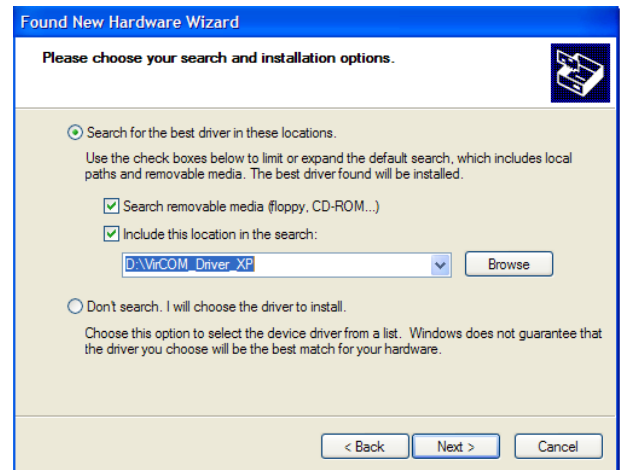 Found New Hardware Wizard
Please choose your search and installation options.
Search for the best driver in these locations.
Use the check boxes below to limit or expand the default search, which includes local
paths and removable media. The best driver found will be installed.
Search removable media (floppy, CD-ROM...)
Include this location in the search:
D:\VirCOM_Driver_XP
Browse
Don't search. I will choose the driver to install.
Choose this option to select the device driver from a list. Windows does not guarantee that
the driver you choose will be the best match for your hardware.
< Back
Next >
Cancel